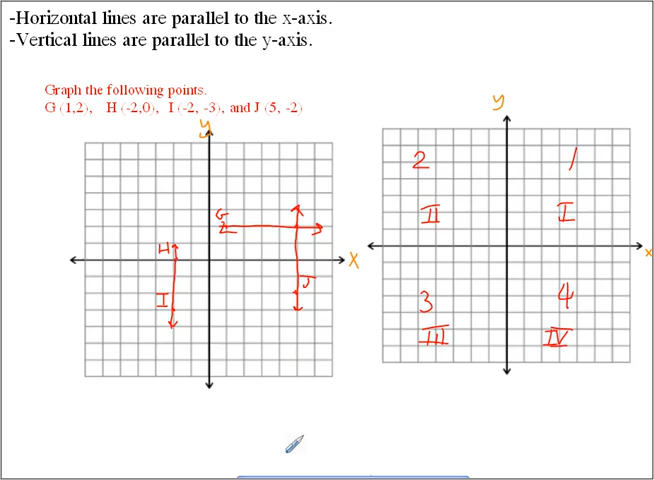 -Horizontal lines are parallel to the x-axis.
-Vertical lines are parallel to the y-axis.
Graph the following points.
G (1,2), H (-2,0), I (-2, -3), and J (5, -2)
y
G
H
X
I
J
y
2 1
II I
x
3 4
III IV